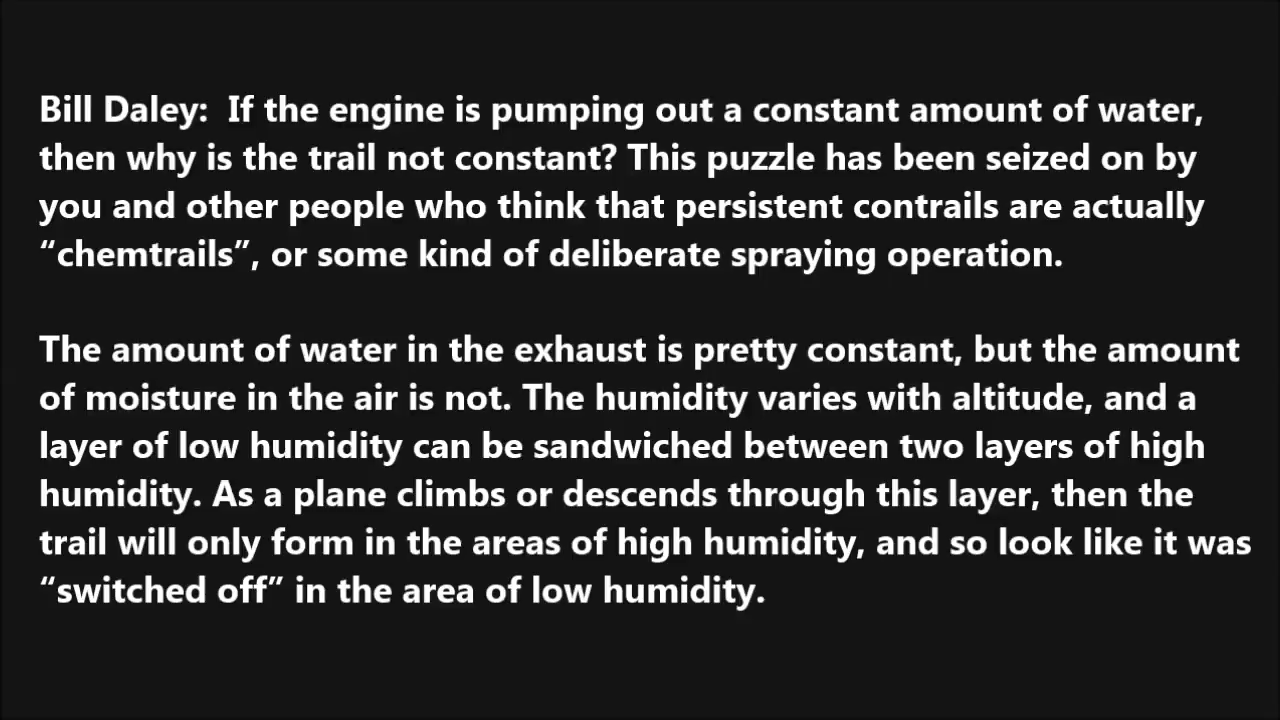 Bill Daley:  If the engine is pumping out a constant amount of water,
then why is the trail not constant? This puzzle has been seized on by
you and other people who think that persistent contrails are actually
“chemtrails”, or some kind of deliberate spraying operation.
The amount of water in the exhaust is pretty constant, but the amount
of moisture in the air is not. The humidity varies with altitude, and a
layer of low humidity can be sandwiched between two layers of high
humidity. As a plane climbs or descends through this layer, then the
trail will only form in the areas of high humidity, and so look like it was
“switched off” in the area of low humidity.